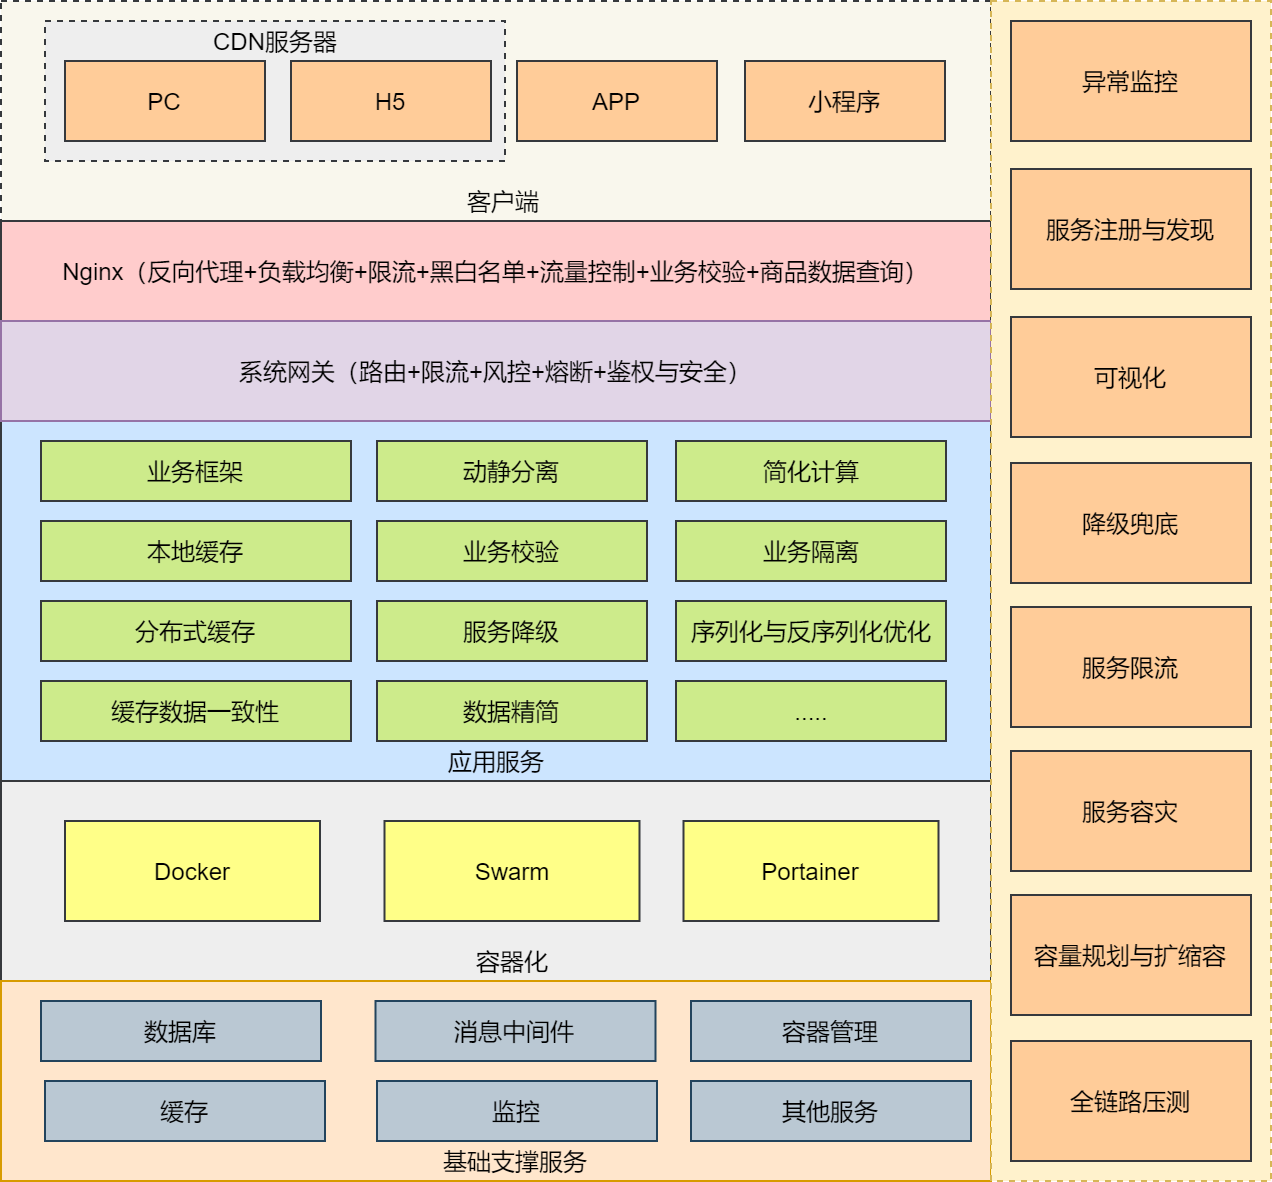 CDN服务器
PC
H5
APP
小程序
客户端
Nginx（反向代理+负载均衡+限流+黑白名单+流量控制+业务校验+商品数据查询）
系统网关（路由+限流+风控+熔断+鉴权与安全）
业务框架
动静分离
简化计算
本地缓存
业务校验
业务隔离
分布式缓存
服务降级
序列化与反序列化优化
缓存数据一致性
数据精简
.....
应用服务
Docker
Swarm
Portainer
容器化
数据库
消息中间件
容器管理
缓存
监控
其他服务
基础支撑服务
异常监控
服务注册与发现
可视化
降级兜底
服务限流
服务容灾
容量规划与扩缩容
全链路压测